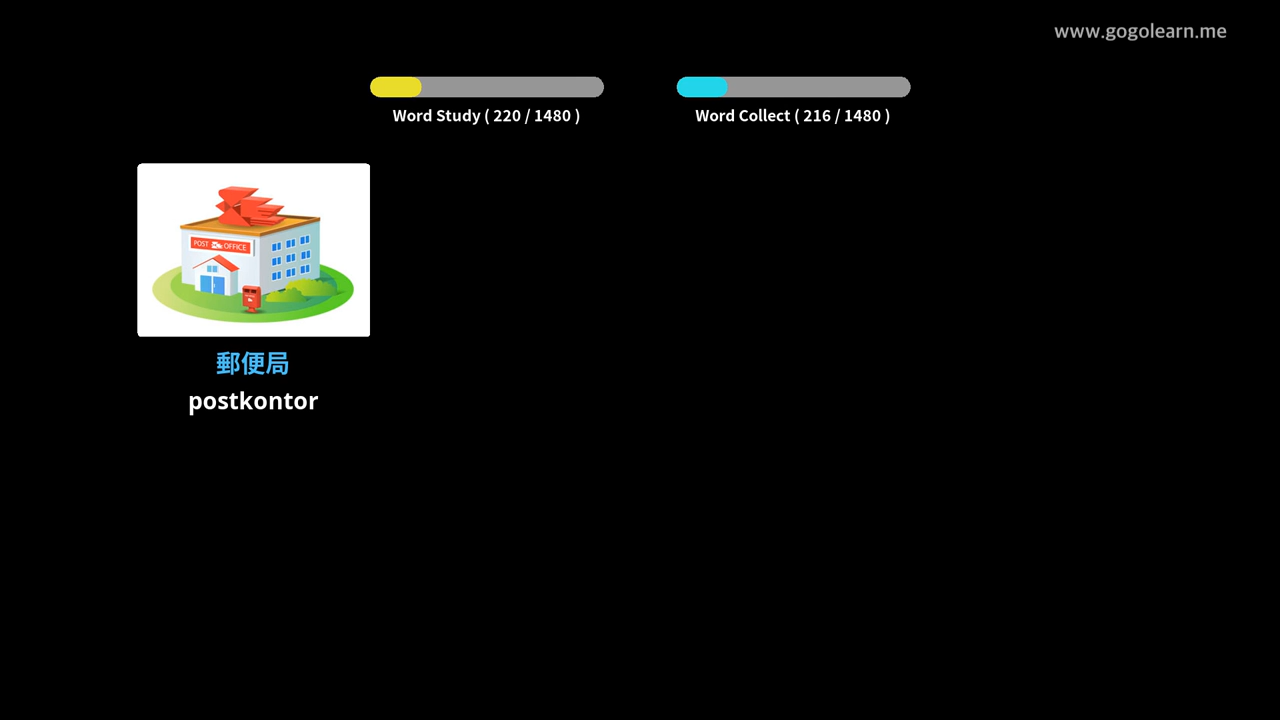 www.gogolearn.me
Word Study ( 220 / 1480 )
Word Collect ( 216 / 1480 )
POST OFFICE
郵便局
postkontor